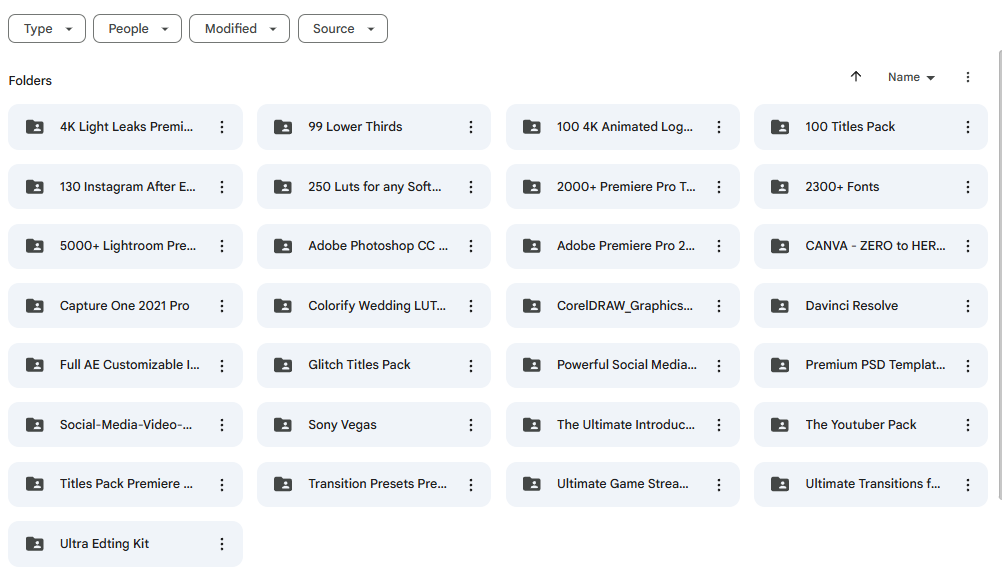 Type
People
Modified
Source
Folders
Name
4K Light Leaks Premi...
99 Lower Thirds
100 4K Animated Log...
100 Titles Pack
130 Instagram After E...
250 Luts for any Soft...
2000+ Premiere Pro T...
2300+ Fonts
5000+ Lightroom Pre...
Adobe Photoshop CC ...
Adobe Premiere Pro 2...
CANVA - ZERO to HER...
Capture One 2021 Pro
Colorify Wedding LUT...
CorelDRAW_Graphics...
Davinci Resolve
Full AE Customizable I...
Glitch Titles Pack
Powerful Social Media...
Premium PSD Templat...
Social-Media-Video-...
Sony Vegas
The Ultimate Introduc...
The Youtuber Pack
Titles Pack Premiere ...
Transition Presets Pre...
Ultimate Game Strea...
Ultimate Transitions f...
Ultra Edting Kit